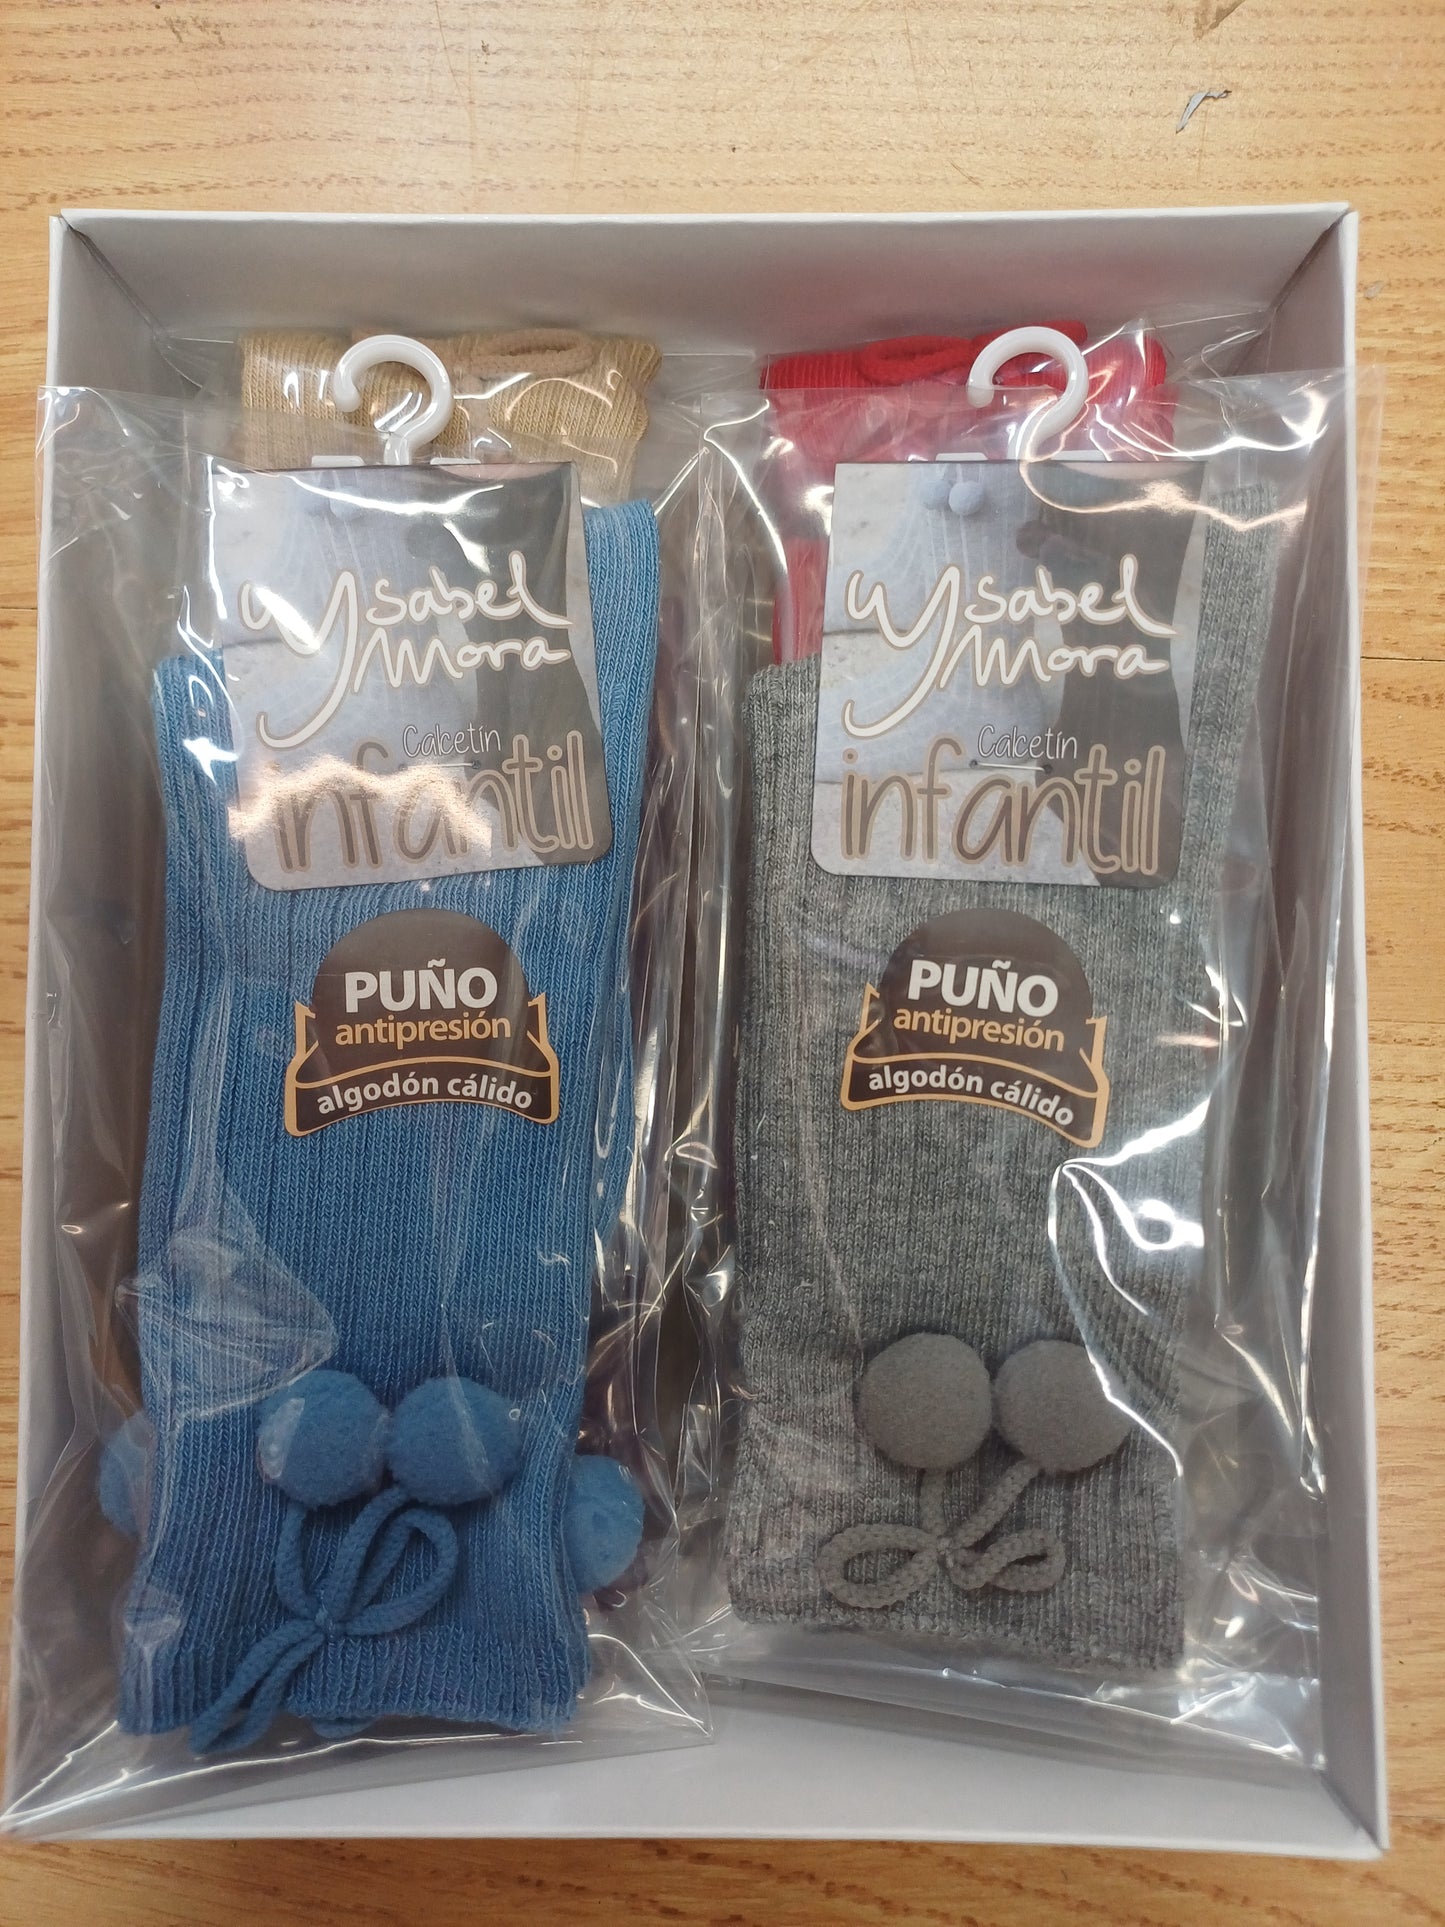 Ysabel
Mora
Calcetín
infantil
PUÑO
antipresión
algodón cálido
Ysabel
Mora
Calcetín
infantil
PUÑO
antipresión
algodón cálido